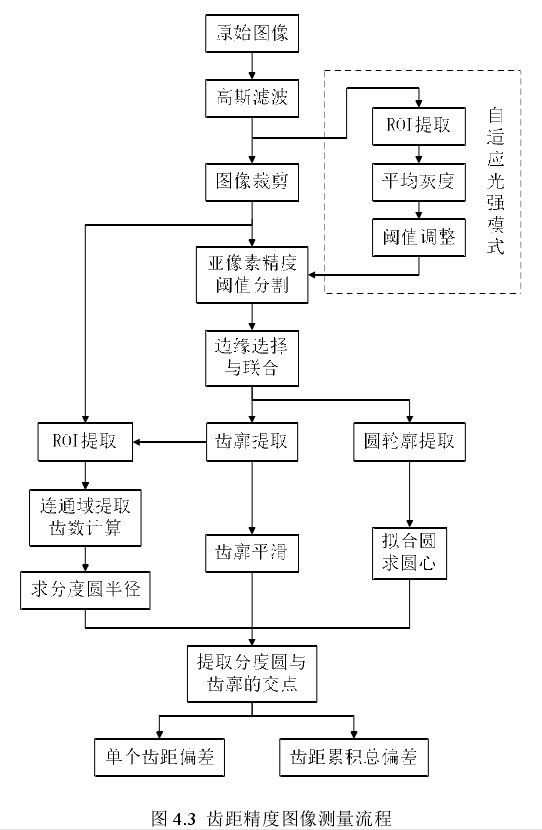 原始图像
高斯滤波
图像裁剪
ROI提取
平均灰度
阈值调整
自适应光强模式
亚像素精度
阈值分割
边缘选择
与联合
ROI提取
齿廓提取
圆轮廓提取
连通域提取
齿数计算
齿廓平滑
拟合圆
求圆心
求分度圆半径
提取分度圆与
齿廓的交点
单个齿距偏差
齿距累积总偏差
图 4.3 齿距精度图像测量流程